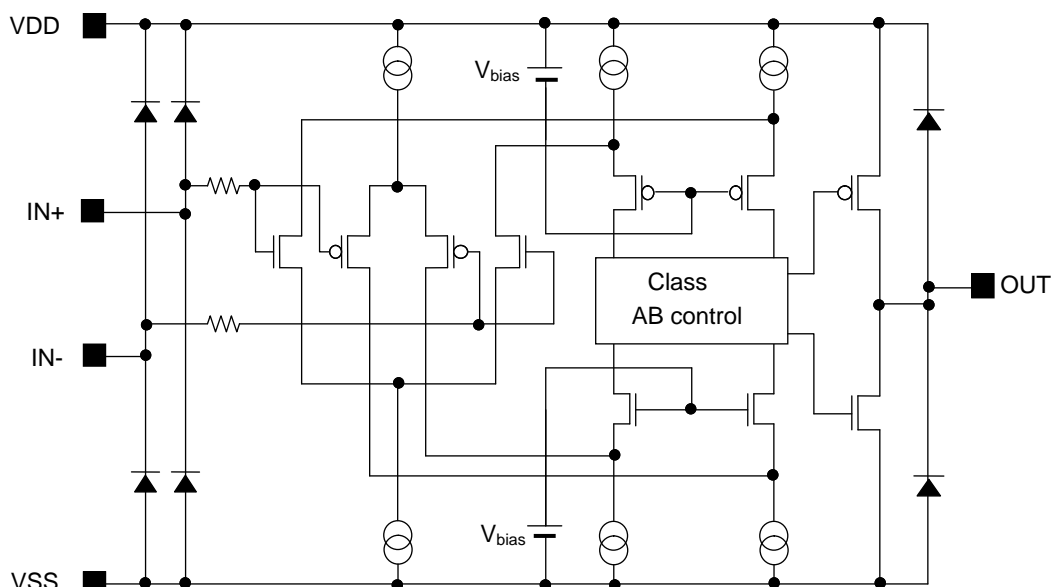 VDD
Vbias
IN+
Class
AB control
OUT
IN-
Vbias
VSS